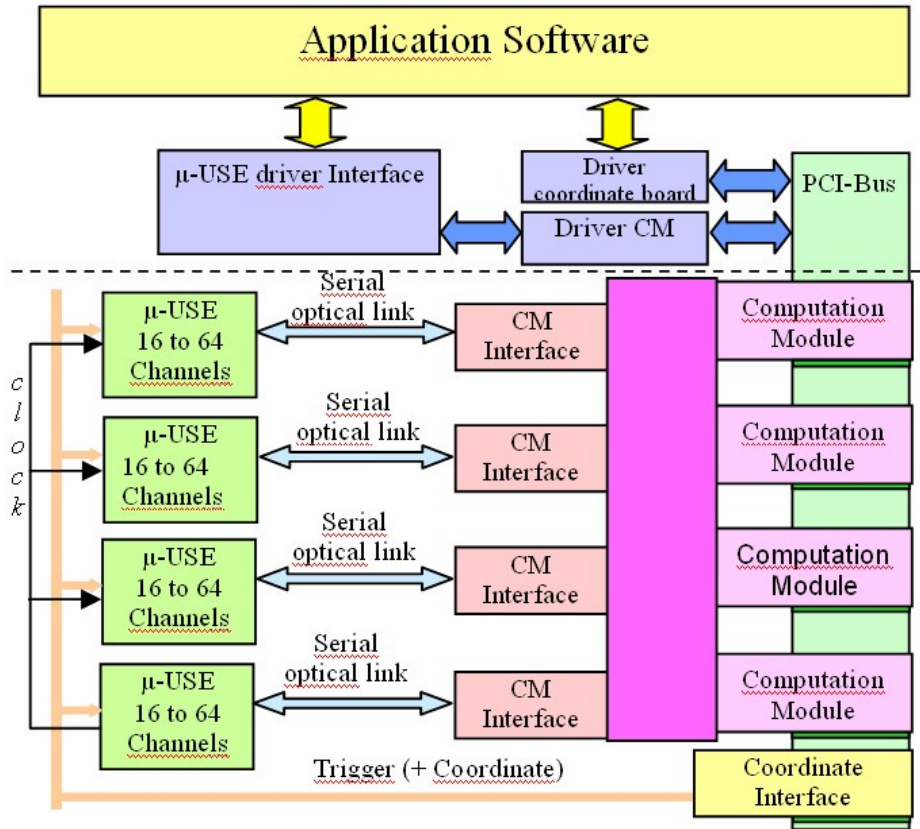 Application Software
µ-USE driver Interface
Driver
coordinate board
PCI-Bus
Driver CM
µ-USE
16 to 64
Channels
Serial
optical link
CM
Interface
Computation
Module
µ-USE
16 to 64
Channels
Serial
optical link
CM
Interface
Computation
Module
µ-USE
16 to 64
Channels
Serial
optical link
CM
Interface
Computation
Module
µ-USE
16 to 64
Channels
Serial
optical link
CM
Interface
Computation
Module
clock
Trigger (+ Coordinate)
Coordinate
Interface